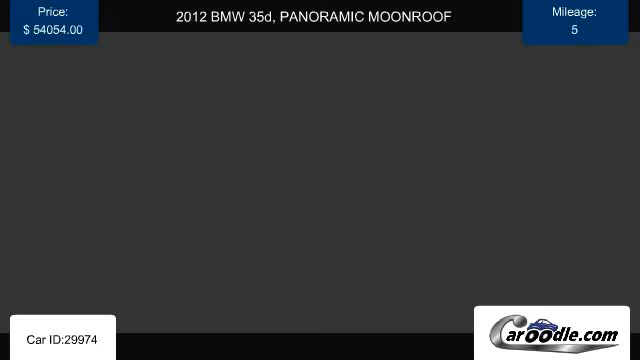 Price:
$ 54054.00
2012 BMW 35d, PANORAMIC MOONROOF
Mileage:
5
Car ID:29974
Caroodle.com